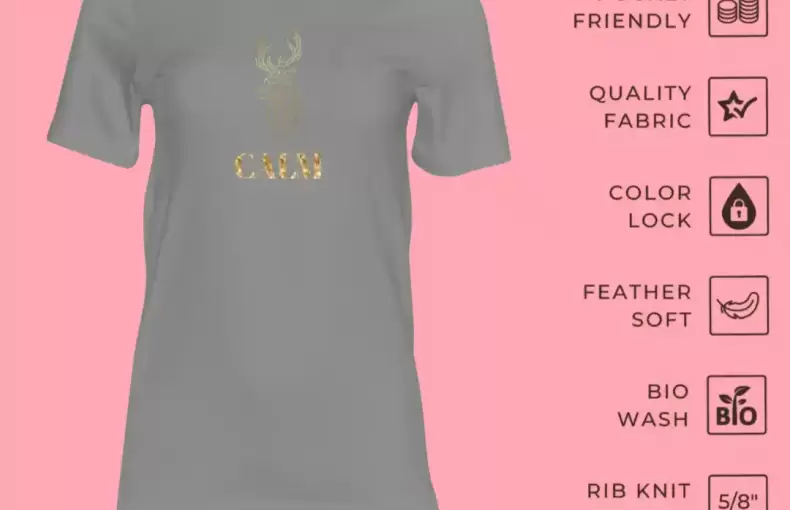 FRIENDLY
CALM
QUALITY
FABRIC
COLOR
LOCK
FEATHER
SOFT
BIO
WASH
BIO
RIB KNIT
5/8"